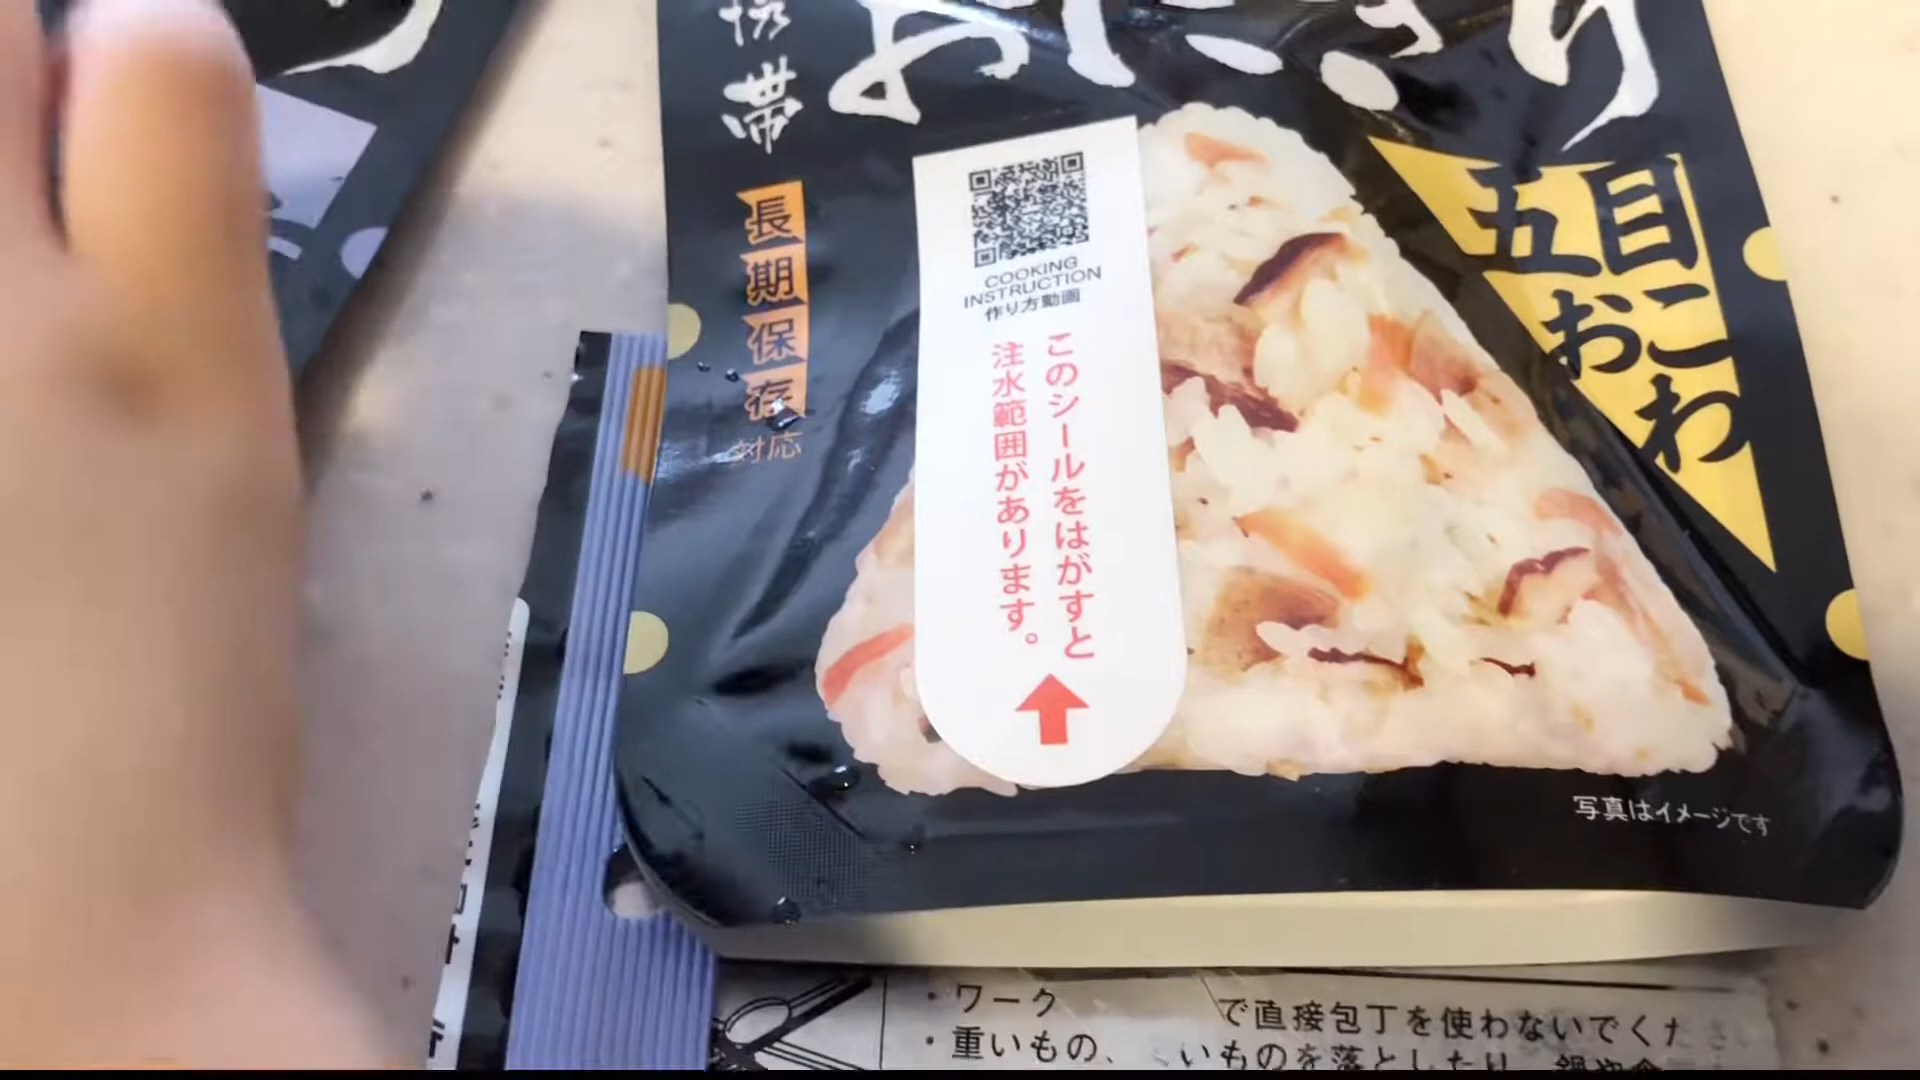 携帯
おにぎり
長期保存
対応
五目
おこわ
COOKING
INSTRUCTION
作り方動画
このシールをはがすと
注水範囲があります。
写真はイメージです
・ワーク
で直接包丁を使わないでくださ
・重いもの、
いものを落としたり